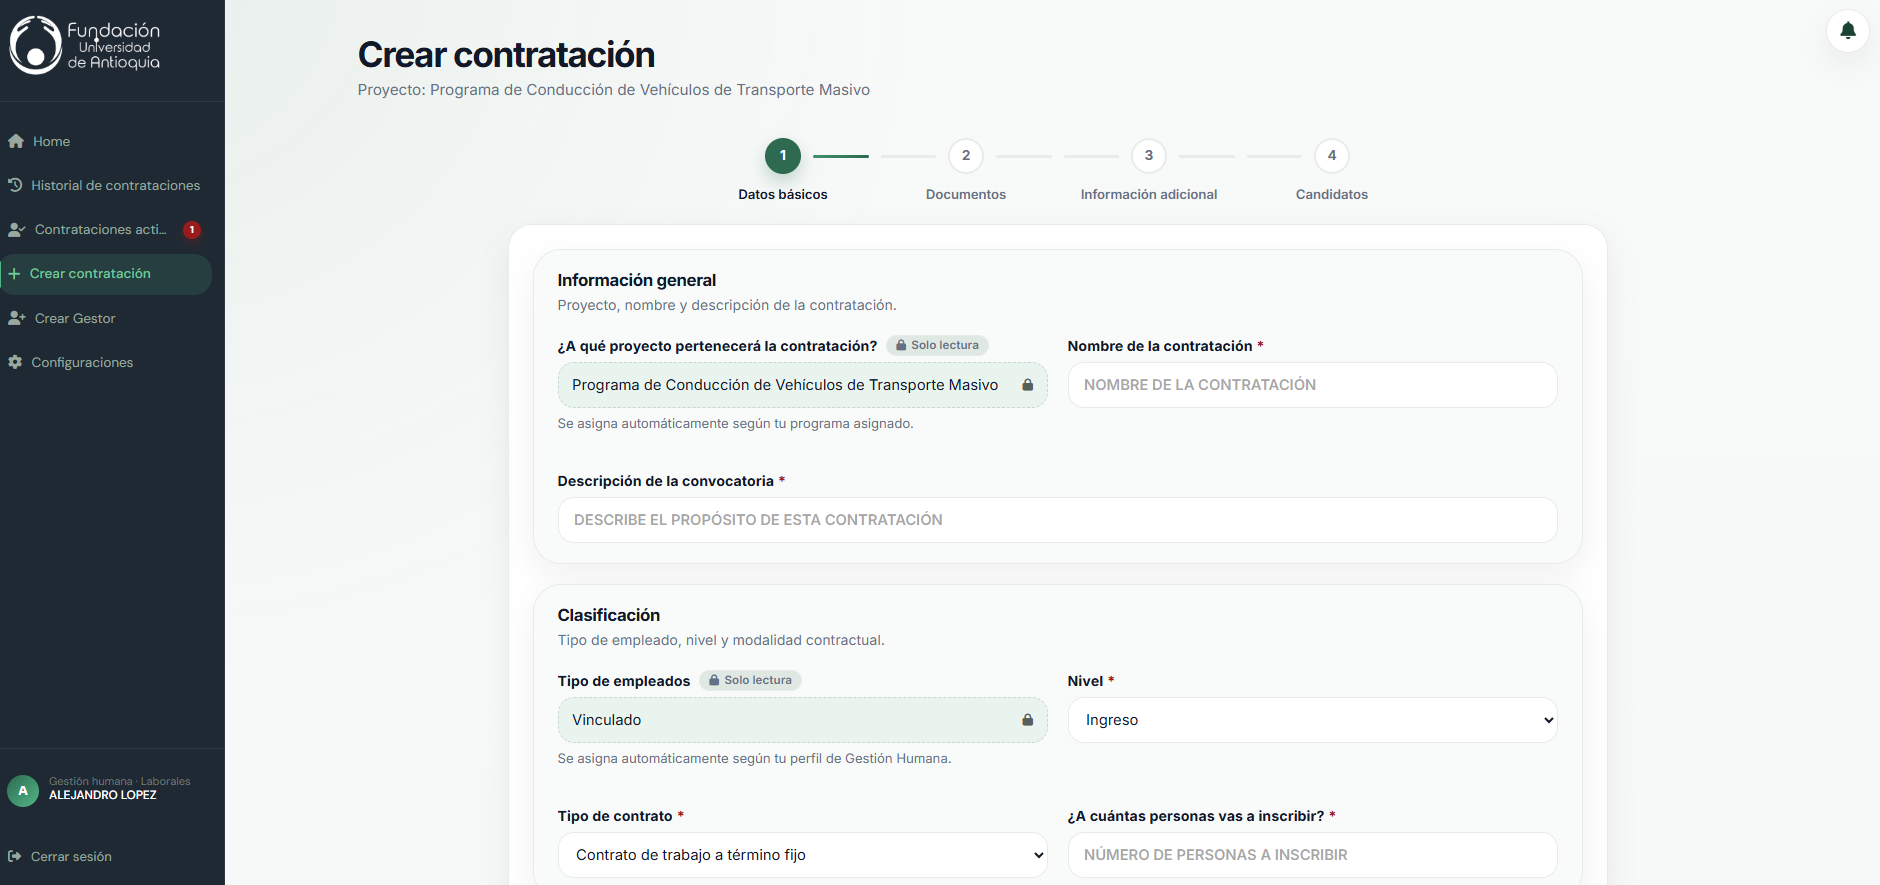 Fundación
Universidad
de Antioquia
Home
Historial de contrataciones
Contrataciones acti... 1
Crear contratación
Crear Gestor
Configuraciones
A
Gestión humana · Laborales
ALEJANDRO LOPEZ
Cerrar sesión
Crear contratación
Proyecto: Programa de Conducción de Vehículos de Transporte Masivo
1 2 3 4
Datos básicos Documentos Información adicional Candidatos
Información general
Proyecto, nombre y descripción de la contratación.
¿A qué proyecto pertenecerá la contratación? Solo lectura
Programa de Conducción de Vehículos de Transporte Masivo
Se asigna automáticamente según tu programa asignado.
Nombre de la contratación *
NOMBRE DE LA CONTRATACIÓN
Descripción de la convocatoria *
DESCRIBE EL PROPÓSITO DE ESTA CONTRATACIÓN
Clasificación
Tipo de empleado, nivel y modalidad contractual.
Tipo de empleados Solo lectura
Vinculado
Se asigna automáticamente según tu perfil de Gestión Humana.
Nivel *
Ingreso
Tipo de contrato *
Contrato de trabajo a término fijo
¿A cuántas personas vas a inscribir? *
NÚMERO DE PERSONAS A INSCRIBIR